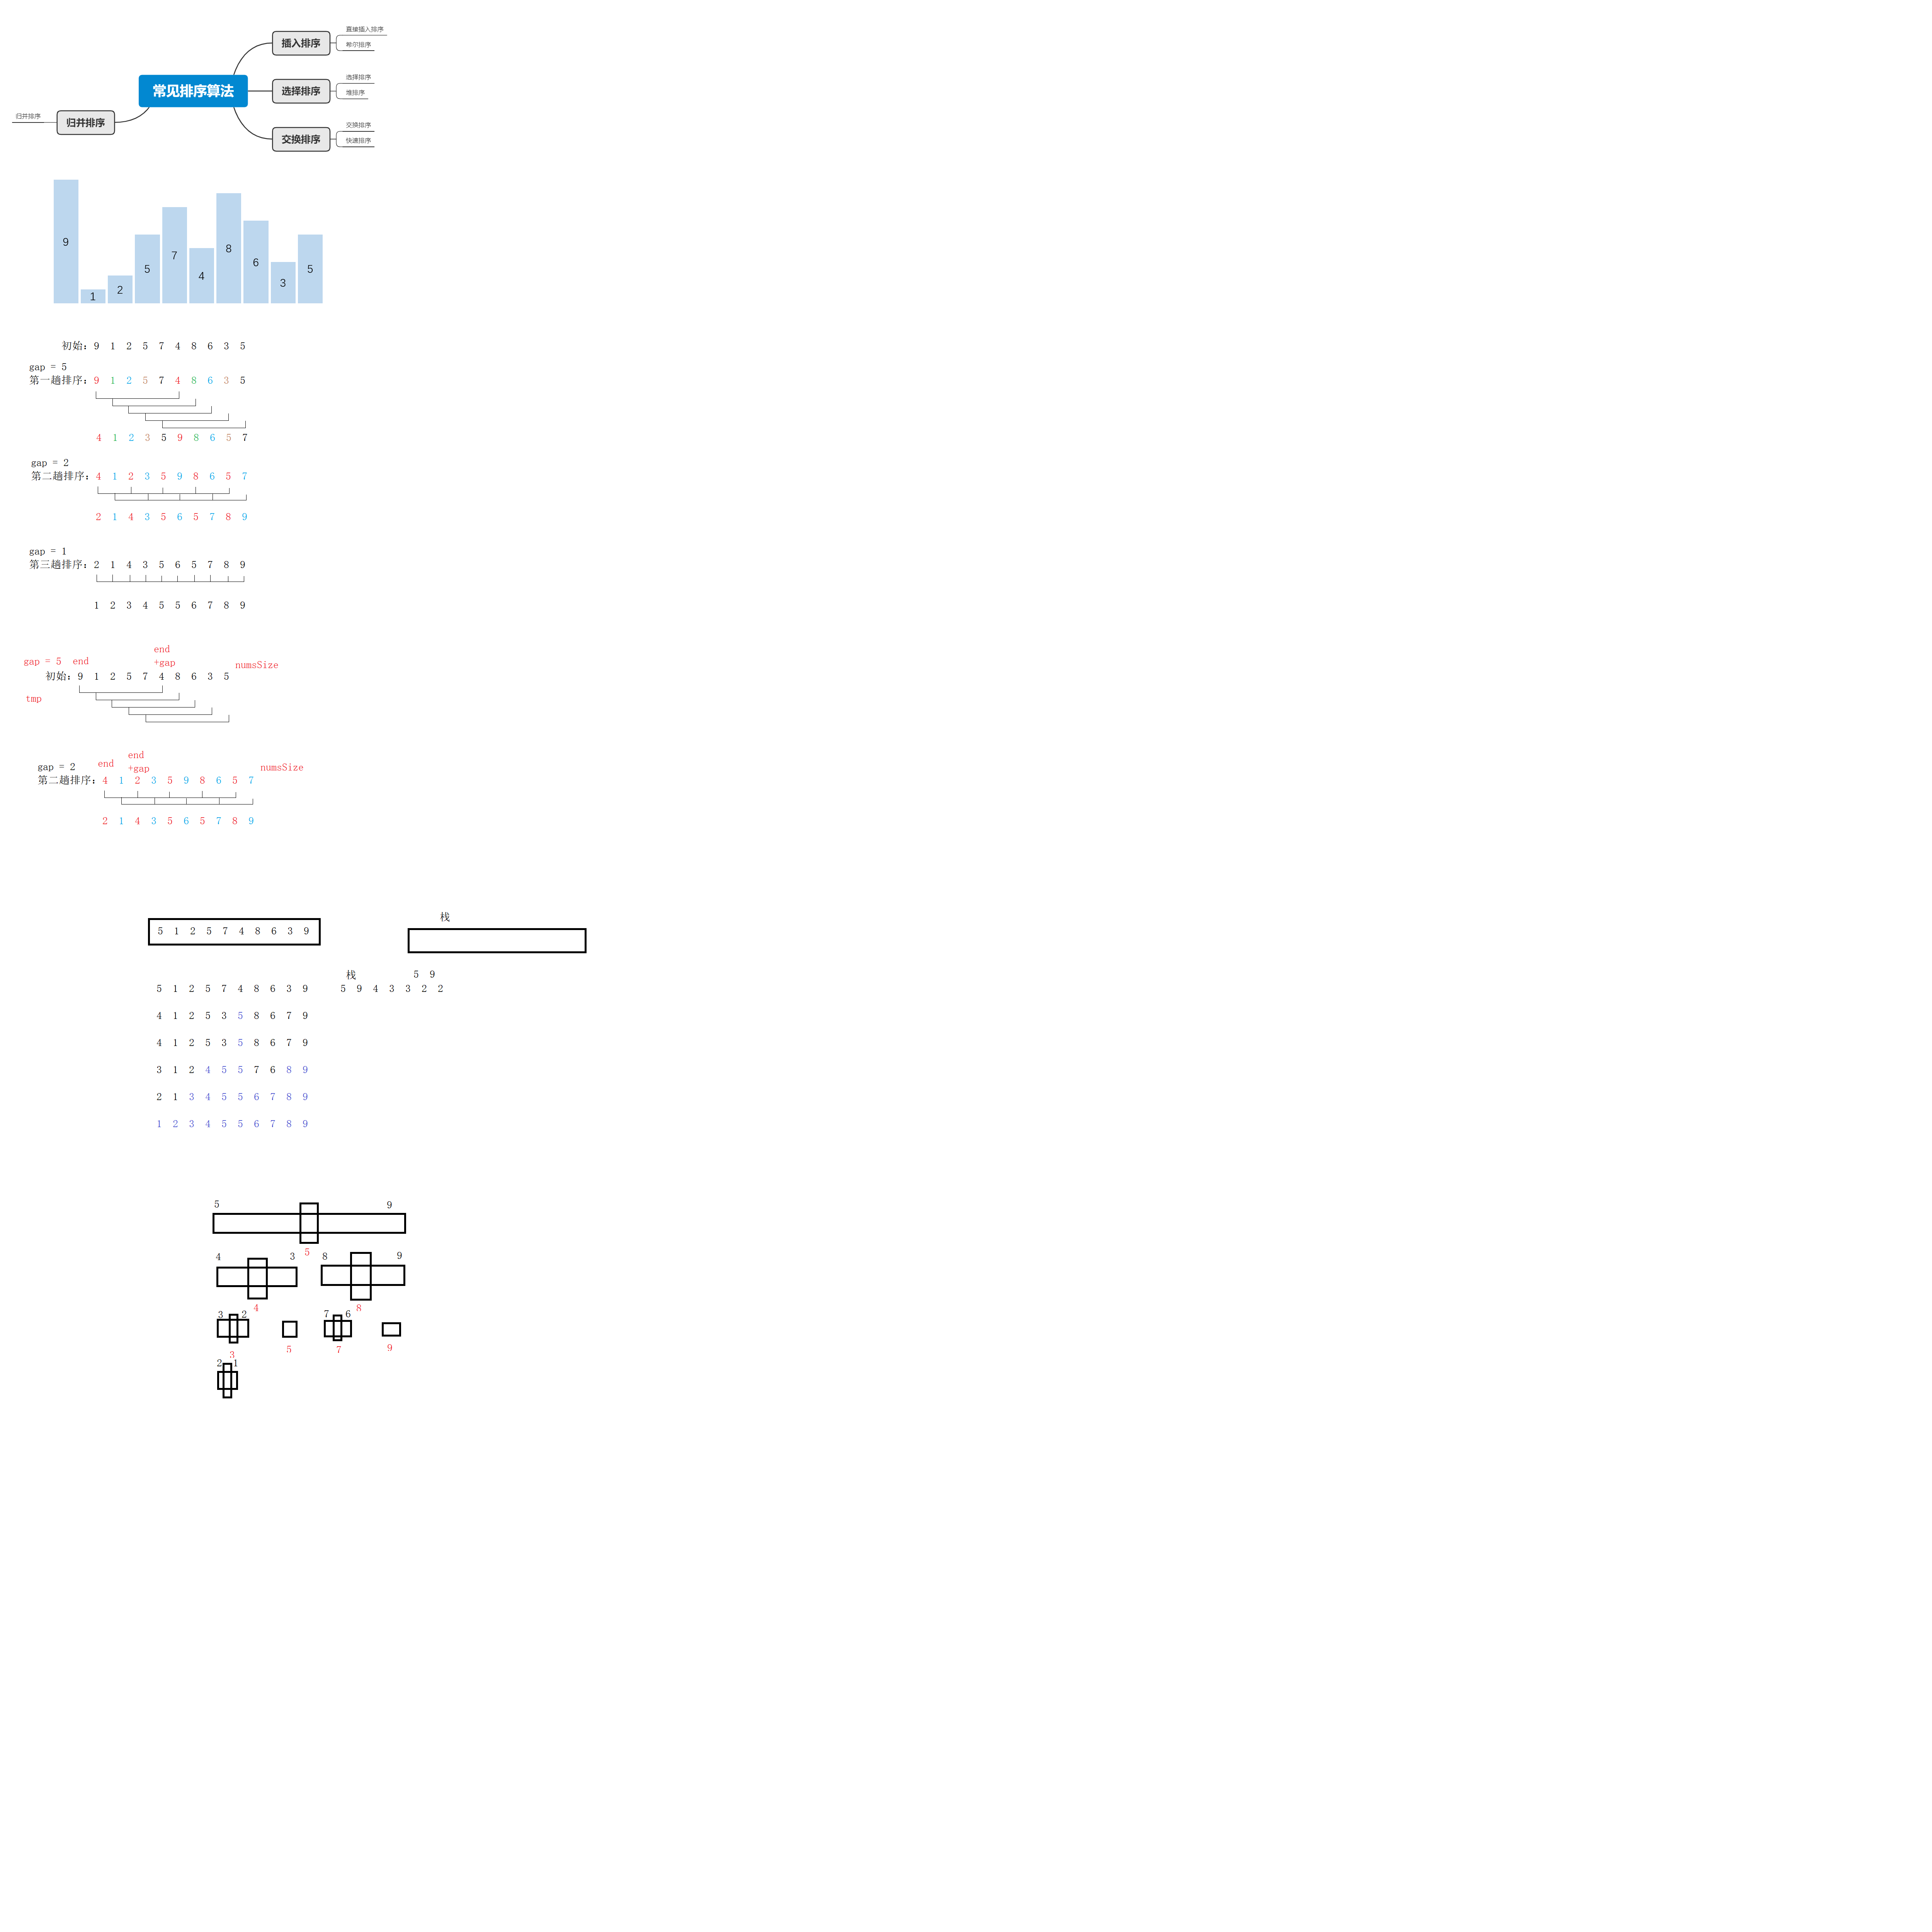 直接插入排序
插入排序
希尔排序
选择排序
常见排序算法
选择排序
堆排序
归并排序
归并排序
交换排序
交换排序
快速排序
9 1 2 5 7 4 8 6 3 5
初始: 9 1 2 5 7 4 8 6 3 5
gap = 5
第一趟排序: 9 1 2 5 7 4 8 6 3 5
4 1 2 3 5 9 8 6 5 7
gap = 2
第二趟排序: 4 1 2 3 5 9 8 6 5 7
2 1 4 3 5 6 5 7 8 9
gap = 1
第三趟排序: 2 1 4 3 5 6 5 7 8 9
1 2 3 4 5 5 6 7 8 9
end
gap = 5 end +gap numsSize
初始: 9 1 2 5 7 4 8 6 3 5
tmp
end
gap = 2 end +gap numsSize
第二趟排序: 4 1 2 3 5 9 8 6 5 7
2 1 4 3 5 6 5 7 8 9
栈
5 1 2 5 7 4 8 6 3 9
栈 5 9
5 1 2 5 7 4 8 6 3 9 5 9 4 3 3 2 2
4 1 2 5 3 5 8 6 7 9
4 1 2 5 3 5 8 6 7 9
3 1 2 4 5 5 7 6 8 9
2 1 3 4 5 5 6 7 8 9
1 2 3 4 5 5 6 7 8 9
5 9
5
4 3 8 9
4 8
3 2 7 6
3 5 7 9
2 1